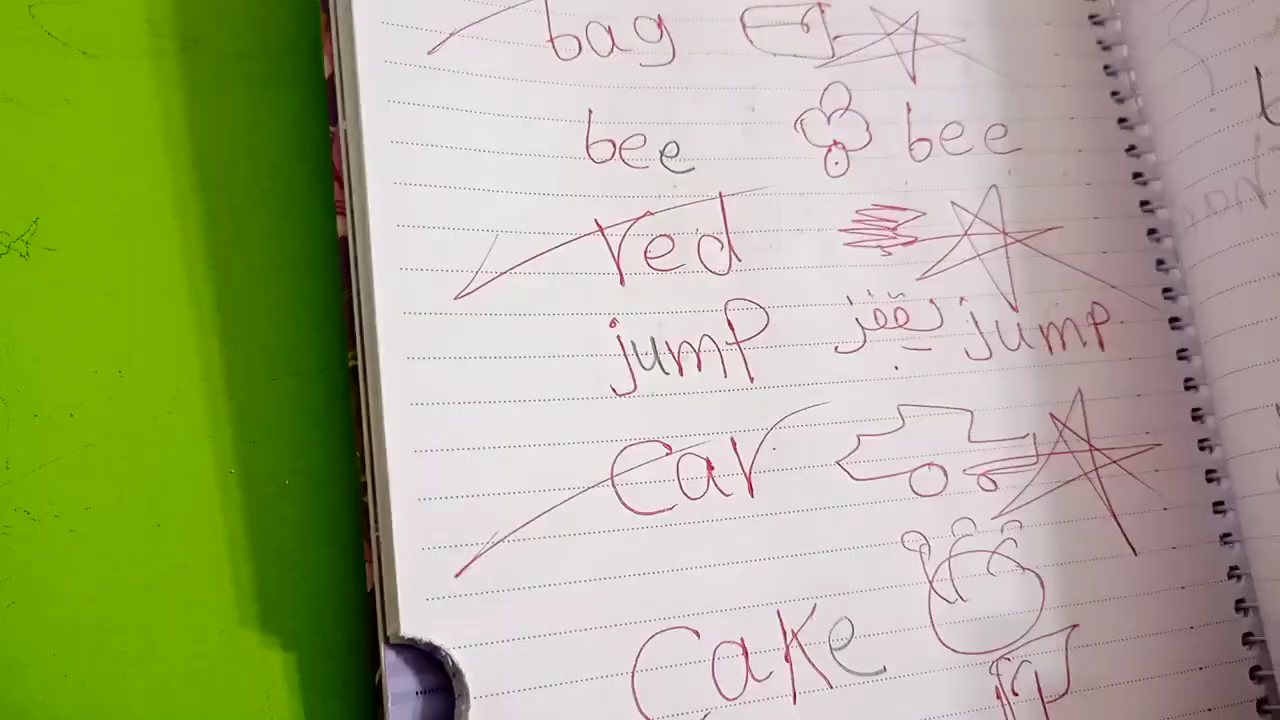 bag
bee bee
red
jump يقفز jump
car
cake